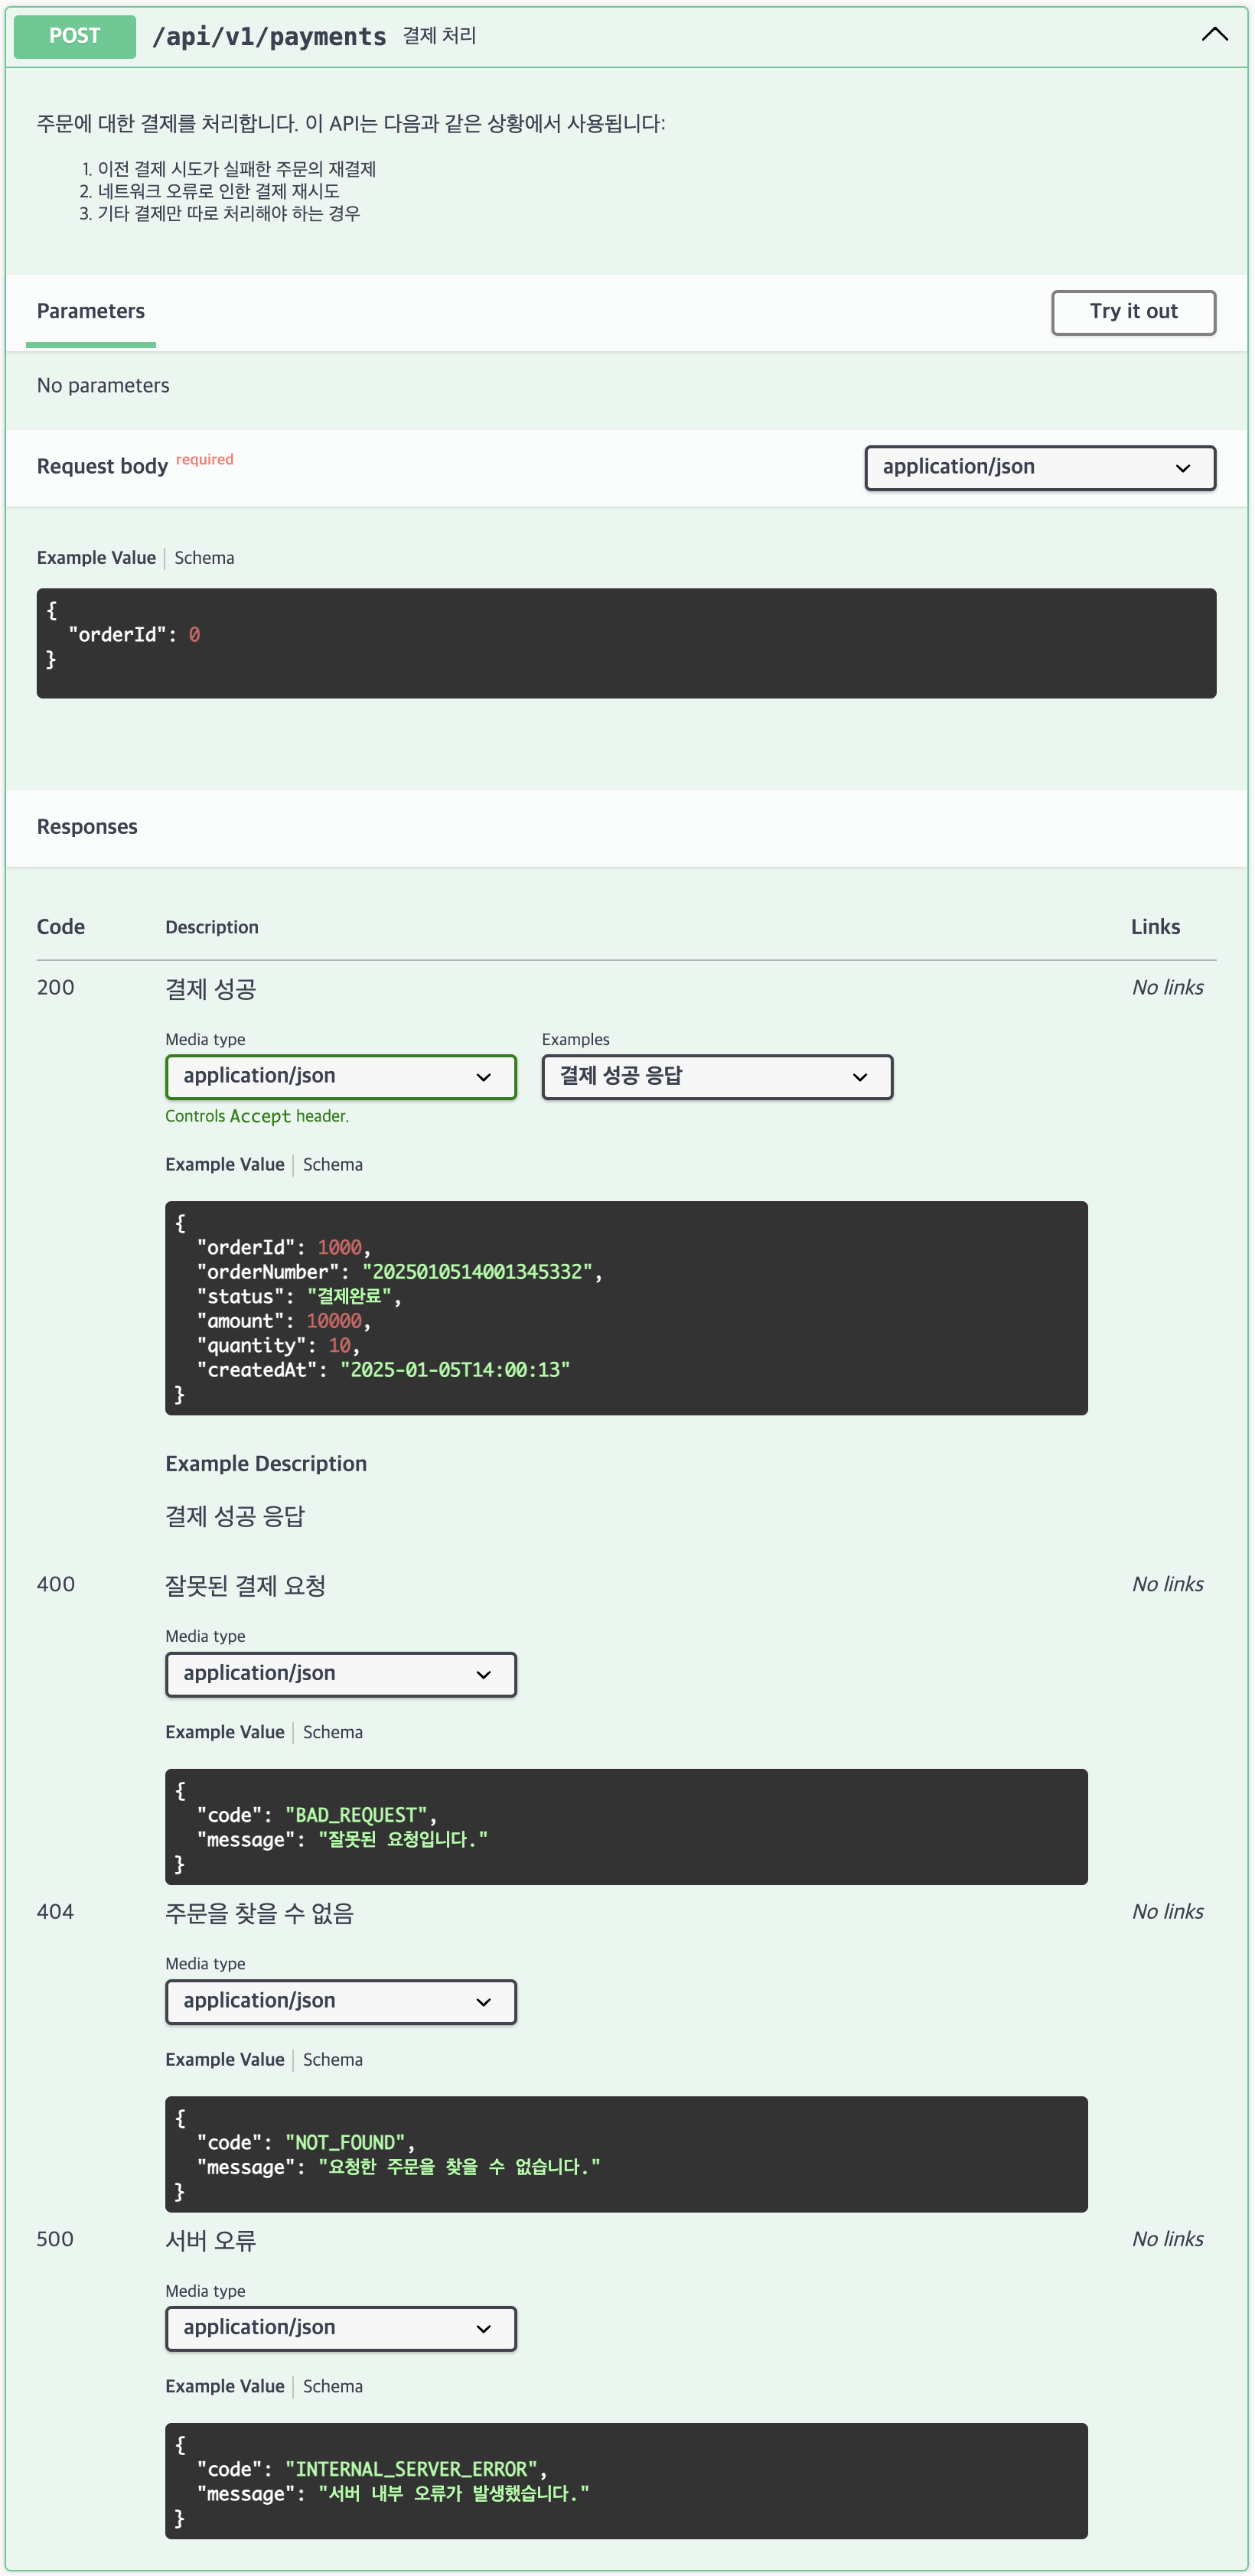 POST /api/v1/payments 결제 처리
주문에 대한 결제를 처리합니다. 이 API는 다음과 같은 상황에서 사용됩니다:
1. 이전 결제 시도가 실패한 주문의 재결제
2. 네트워크 오류로 인한 결제 재시도
3. 기타 결제만 따로 처리해야 하는 경우
Parameters Try it out
No parameters
Request body required application/json
Example Value Schema
{
"orderId": 0
}
Responses
Code Description Links
200 결제 성공 No links
Media type Examples
application/json 결제 성공 응답
Controls Accept header.
Example Value Schema
{
"orderId": 1000,
"orderNumber": "2025010514001345332",
"status": "결제완료",
"amount": 10000,
"quantity": 10,
"createdAt": "2025-01-05T14:00:13"
}
Example Description
결제 성공 응답
400 잘못된 결제 요청 No links
Media type
application/json
Example Value Schema
{
"code": "BAD_REQUEST",
"message": "잘못된 요청입니다."
}
404 주문을 찾을 수 없음 No links
Media type
application/json
Example Value Schema
{
"code": "NOT_FOUND",
"message": "요청한 주문을 찾을 수 없습니다."
}
500 서버 오류 No links
Media type
application/json
Example Value Schema
{
"code": "INTERNAL_SERVER_ERROR",
"message": "서버 내부 오류가 발생했습니다."
}